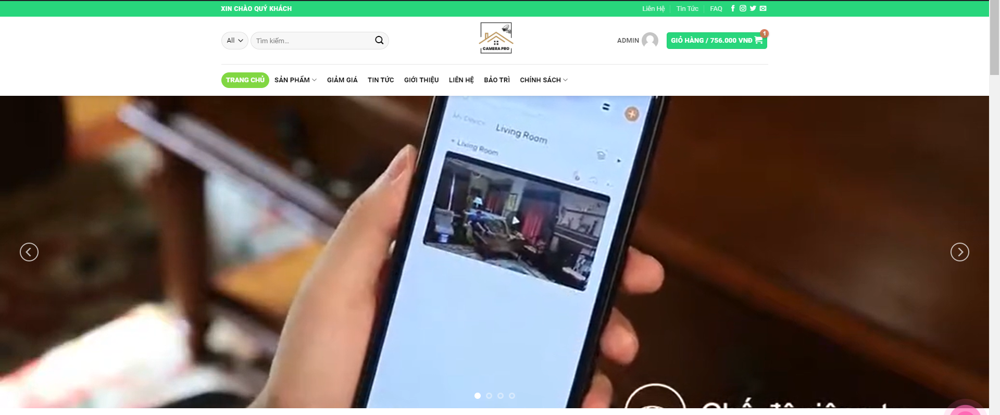 XIN CHÀO QUÝ KHÁCH
Liên Hệ
Tin Tức
FAQ
All
Tìm kiếm...
CAMERA PRO
ADMIN
GIỎ HÀNG / 756.000 VNĐ
1
TRANG CHỦ
SẢN PHẨM
GIẢM GIÁ
TIN TỨC
GIỚI THIỆU
LIÊN HỆ
BẢO TRÌ
CHÍNH SÁCH
My Device
Living Room
Living Room